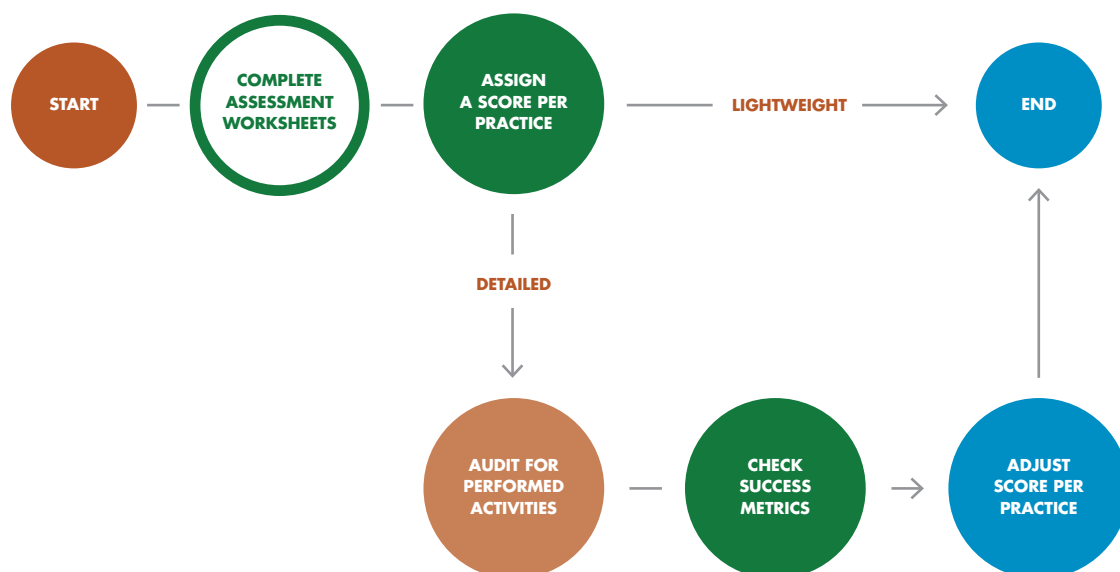 START
COMPLETE
ASSESSMENT
WORKSHEETS
ASSIGN
A SCORE PER
PRACTICE
LIGHTWEIGHT
END
DETAILED
AUDIT FOR
PERFORMED
ACTIVITIES
CHECK
SUCCESS
METRICS
ADJUST
SCORE PER
PRACTICE